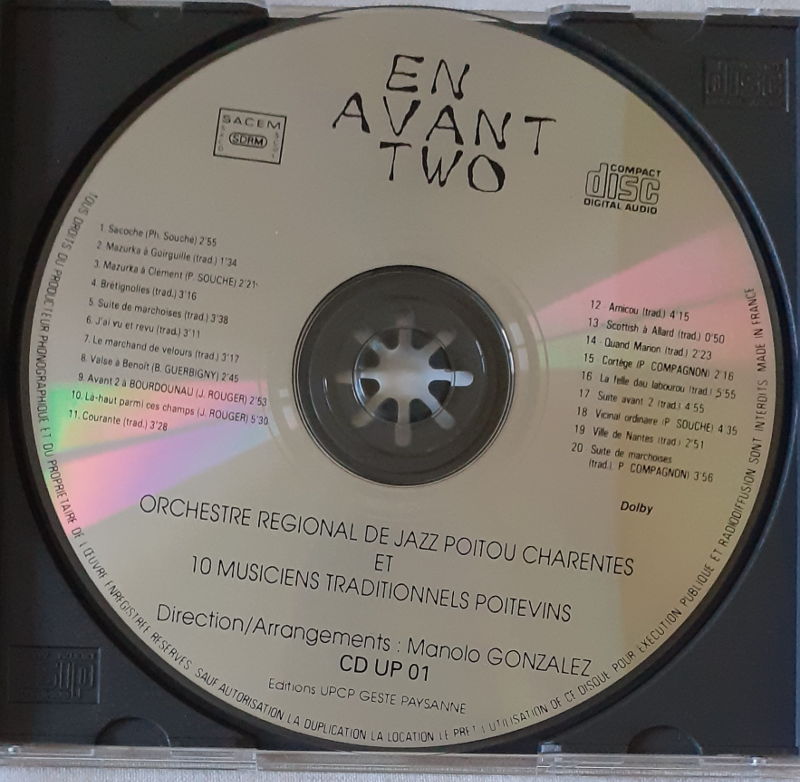 EN
AVANT
TWO
SACEM
SACD
SDRM
SGDL
COMPACT
disc
DIGITAL AUDIO
1. Sacoche (Ph. Souche) 2'55
2. Mazurka à Goirguille (trad.) 1'34
3. Mazurka à Clement (P. SOUCHE) 2'21
4. Brétignolles (trad.) 3'16
5. Suite de marchoises (trad.) 3'38
6. J'ai vu et revu (trad.) 3'11
7. Le marchand de velours (trad.) 3'17
8. Valse à Benoît (B. GUERBIGNY) 2'45
9. Avant 2 à BOURDOUNAU (J. ROUGER) 2'53
10. Là-haut parmi ces champs (J. ROUGER) 5'30
11. Courante (trad.) 3'28
12 Amicou (trad.) 4'15
13 Scottish à Allard (trad.) 0'50
14 Quand Marion (trad.) 2'23
15 Cortège (P. COMPAGNON) 2'16
16 La felle dau labourou (trad.) 5'55
17 Suite avant 2 (trad.) 4'55
18 Vicinal ordinaire (P. SOUCHE) 4'35
19 Ville de Nantes (trad.) 2'51
20 Suite de marchoises
(trad.). P. COMPAGNON) 3'56
Dolby
ORCHESTRE REGIONAL DE JAZZ POITOU CHARENTES
ET
10 MUSICIENS TRADITIONNELS POITEVINS
Direction/Arrangements : Manolo GONZALEZ
CD UP 01
Editions UPCP GESTE PAYSANNE
TOUS DROITS DU PRODUCTEUR PHONOGRAPHIQUE ET DU PROPRIETAIRE DE L'ŒUVRE ENREGISTREE RESERVES. SAUF AUTORISATION LA DUPLICATION LA LOCATION LE PRET L'UTILISATION DE CE DISQUE POUR EXECUTION PUBLIQUE ET RADIODIFFUSION SONT INTERDITS MADE IN FRANCE